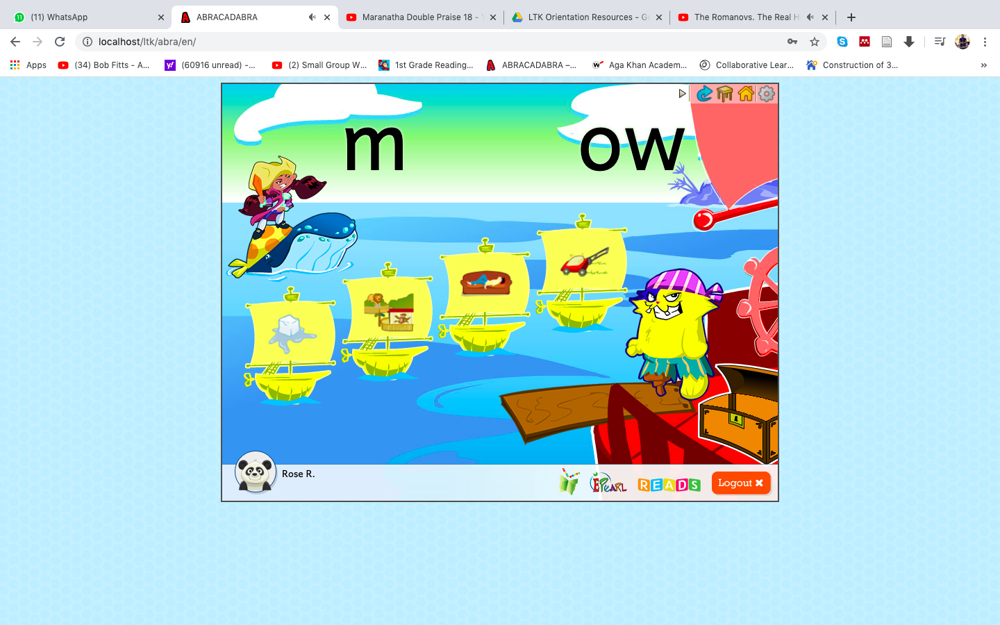 11 (11) WhatsApp
ABRACADABRA
Maranatha Double Praise 18 -
LTK Orientation Resources - G
The Romanovs. The Real H
localhost/ltk/abra/en/
Apps
(34) Bob Fitts - A...
(60916 unread) -...
(2) Small Group W...
1st Grade Reading...
ABRACADABRA –...
Aga Khan Academ...
Collaborative Lear...
Construction of 3...
»
m ow
Rose R.
EPEARL
READS
Logout ×